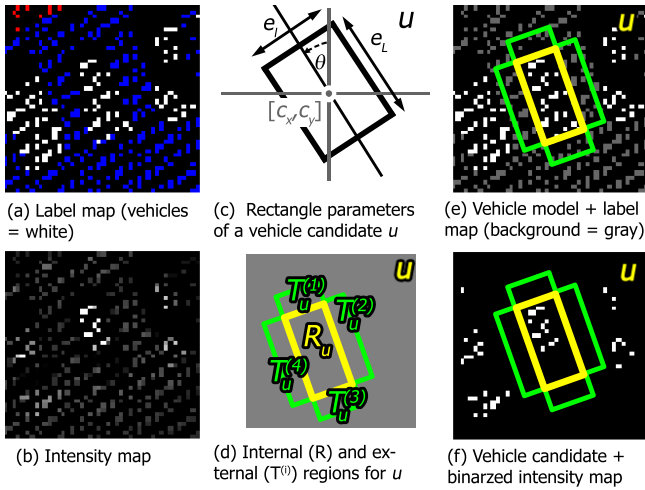 (a) Label map (vehicles
= white)
(b) Intensity map
e_l
u
e_L
θ
[c_x,c_y]
(c) Rectangle parameters
of a vehicle candidate u
u
T_u^(1)
T_u^(2)
R_u
T_u^(4)
T_u^(3)
(d) Internal (R) and ex-
ternal (T^(i)) regions for u
u
(e) Vehicle model + label
map (background = gray)
u
(f) Vehicle candidate +
binarzed intensity map